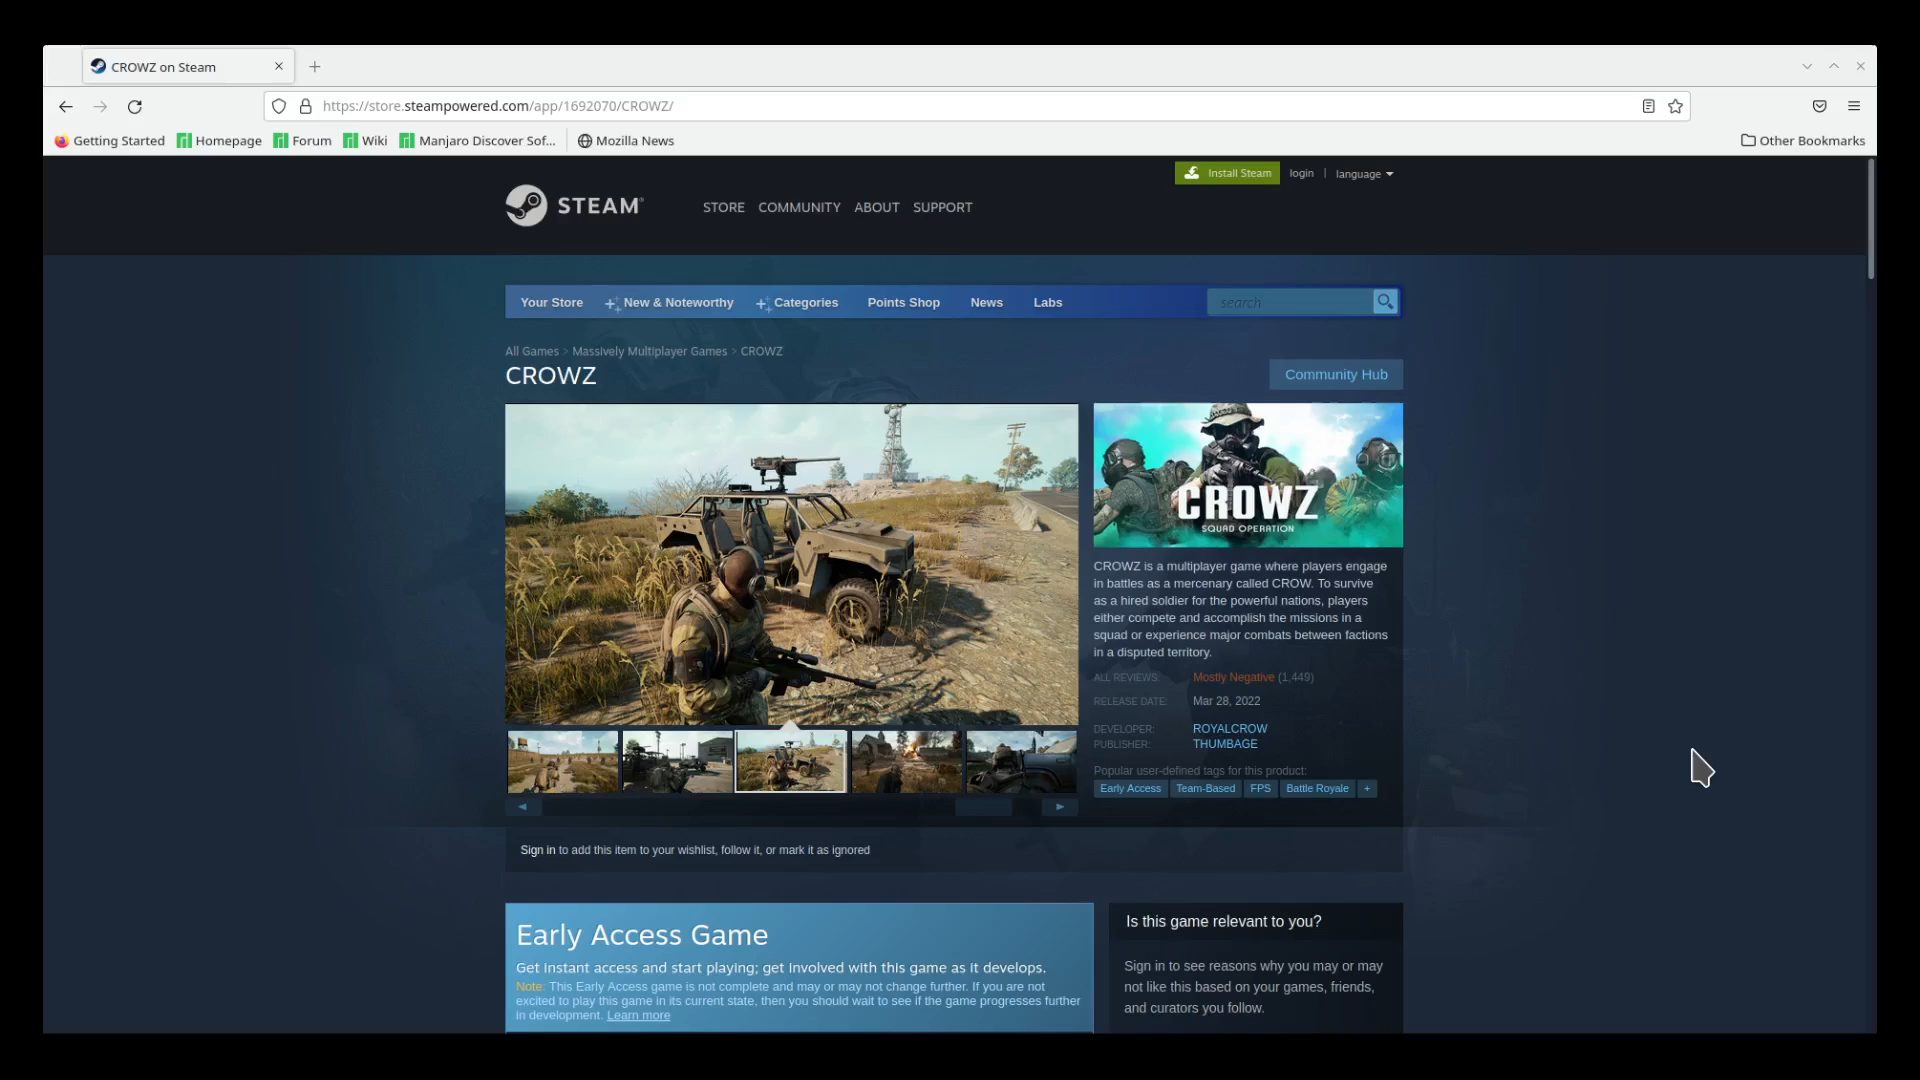 CROWZ on Steam
https://store.steampowered.com/app/1692070/CROWZ/
Getting Started
Homepage
Forum
Wiki
Manjaro Discover Sof...
Mozilla News
Other Bookmarks
Install Steam
login
language
STEAM
STORE
COMMUNITY
ABOUT
SUPPORT
Your Store
New & Noteworthy
Categories
Points Shop
News
Labs
search
All Games > Massively Multiplayer Games > CROWZ
CROWZ
Community Hub
CROWZ
SQUAD OPERATION
CROWZ is a multiplayer game where players engage
in battles as a mercenary called CROW. To survive
as a hired soldier for the powerful nations, players
either compete and accomplish the missions in a
squad or experience major combats between factions
in a disputed territory.
ALL REVIEWS: Mostly Negative (1,449)
RELEASE DATE: Mar 28, 2022
DEVELOPER: ROYALCROW
PUBLISHER: THUMBAGE
Popular user-defined tags for this product:
Early Access
Team-Based
FPS
Battle Royale
+
Sign in to add this item to your wishlist, follow it, or mark it as ignored
Early Access Game
Get instant access and start playing; get involved with this game as it develops.
Note: This Early Access game is not complete and may or may not change further. If you are not
excited to play this game in its current state, then you should wait to see if the game progresses further
in development. Learn more
Is this game relevant to you?
Sign in to see reasons why you may or may
not like this based on your games, friends,
and curators you follow.